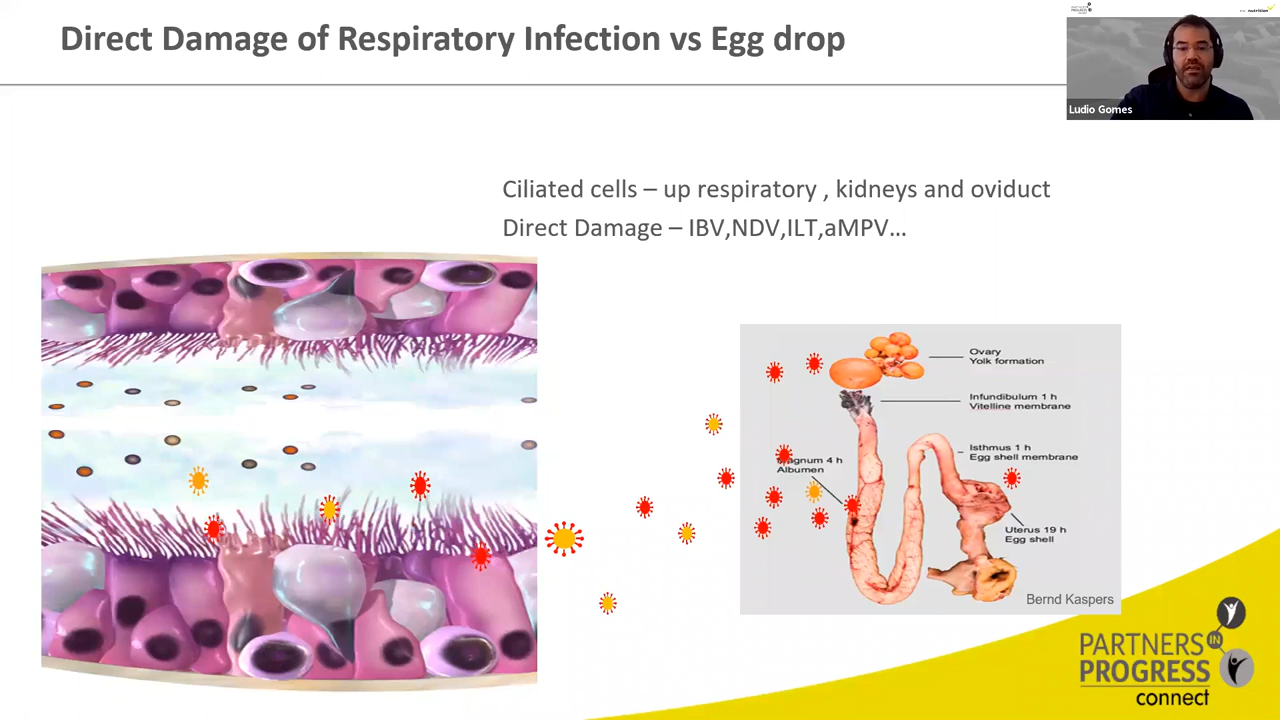 Direct Damage of Respiratory Infection vs Egg drop
nutrition
Ludio Gomes
Ciliated cells – up respiratory , kidneys and oviduct
Direct Damage – IBV,NDV,ILT,aMPV…
Ovary
Yolk formation
Infundibulum 1 h
Vitelline membrane
Isthmus 1 h
Egg shell membrane
4 h
Albumen
Uterus 19 h
Egg shell
Bernd Kaspers
PARTNERS IN
PROGRESS
connect